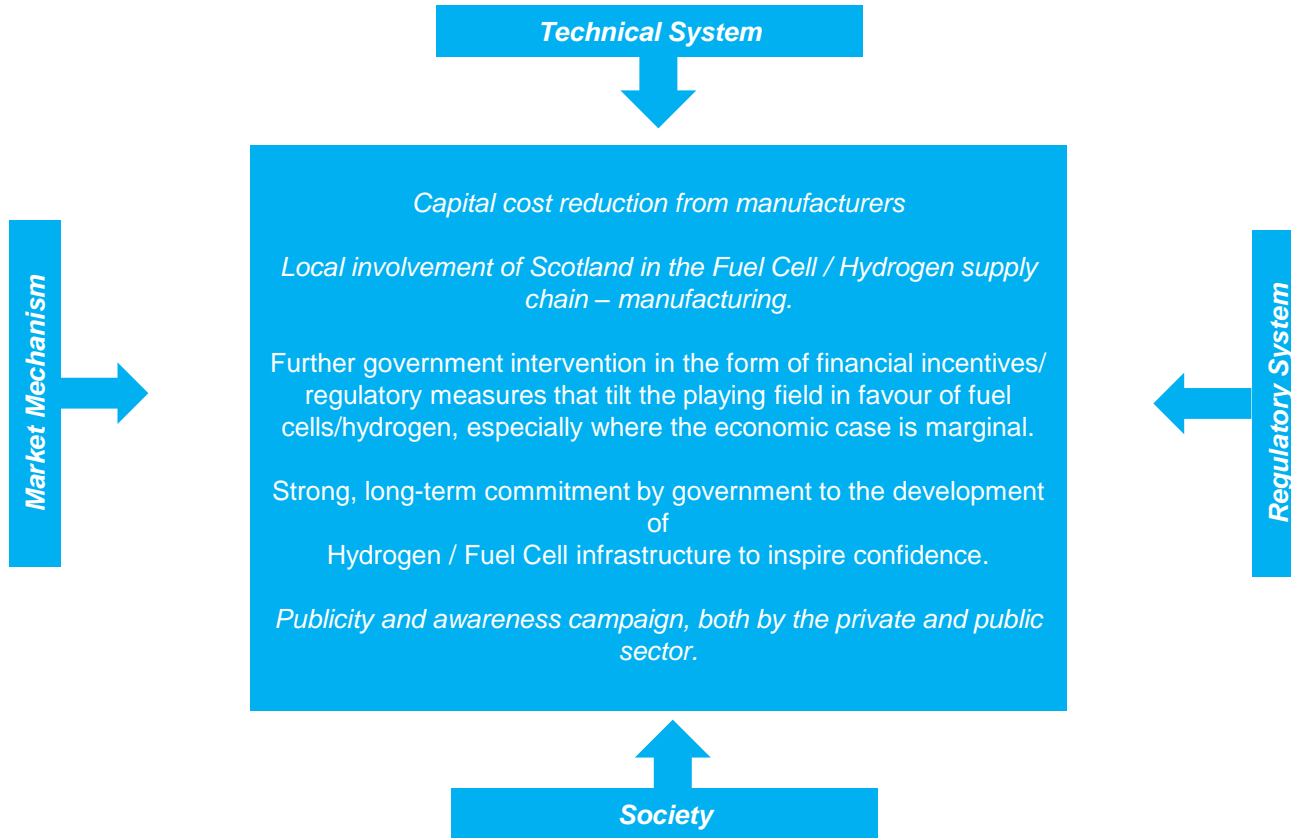 Technical System
Capital cost reduction from manufacturers
Local involvement of Scotland in the Fuel Cell / Hydrogen supply
chain – manufacturing.
Market Mechanism
Regulatory System
Further government intervention in the form of financial incentives/
regulatory measures that tilt the playing field in favour of fuel
cells/hydrogen, especially where the economic case is marginal.
Strong, long-term commitment by government to the development
of
Hydrogen / Fuel Cell infrastructure to inspire confidence.
Publicity and awareness campaign, both by the private and public
sector.
Society